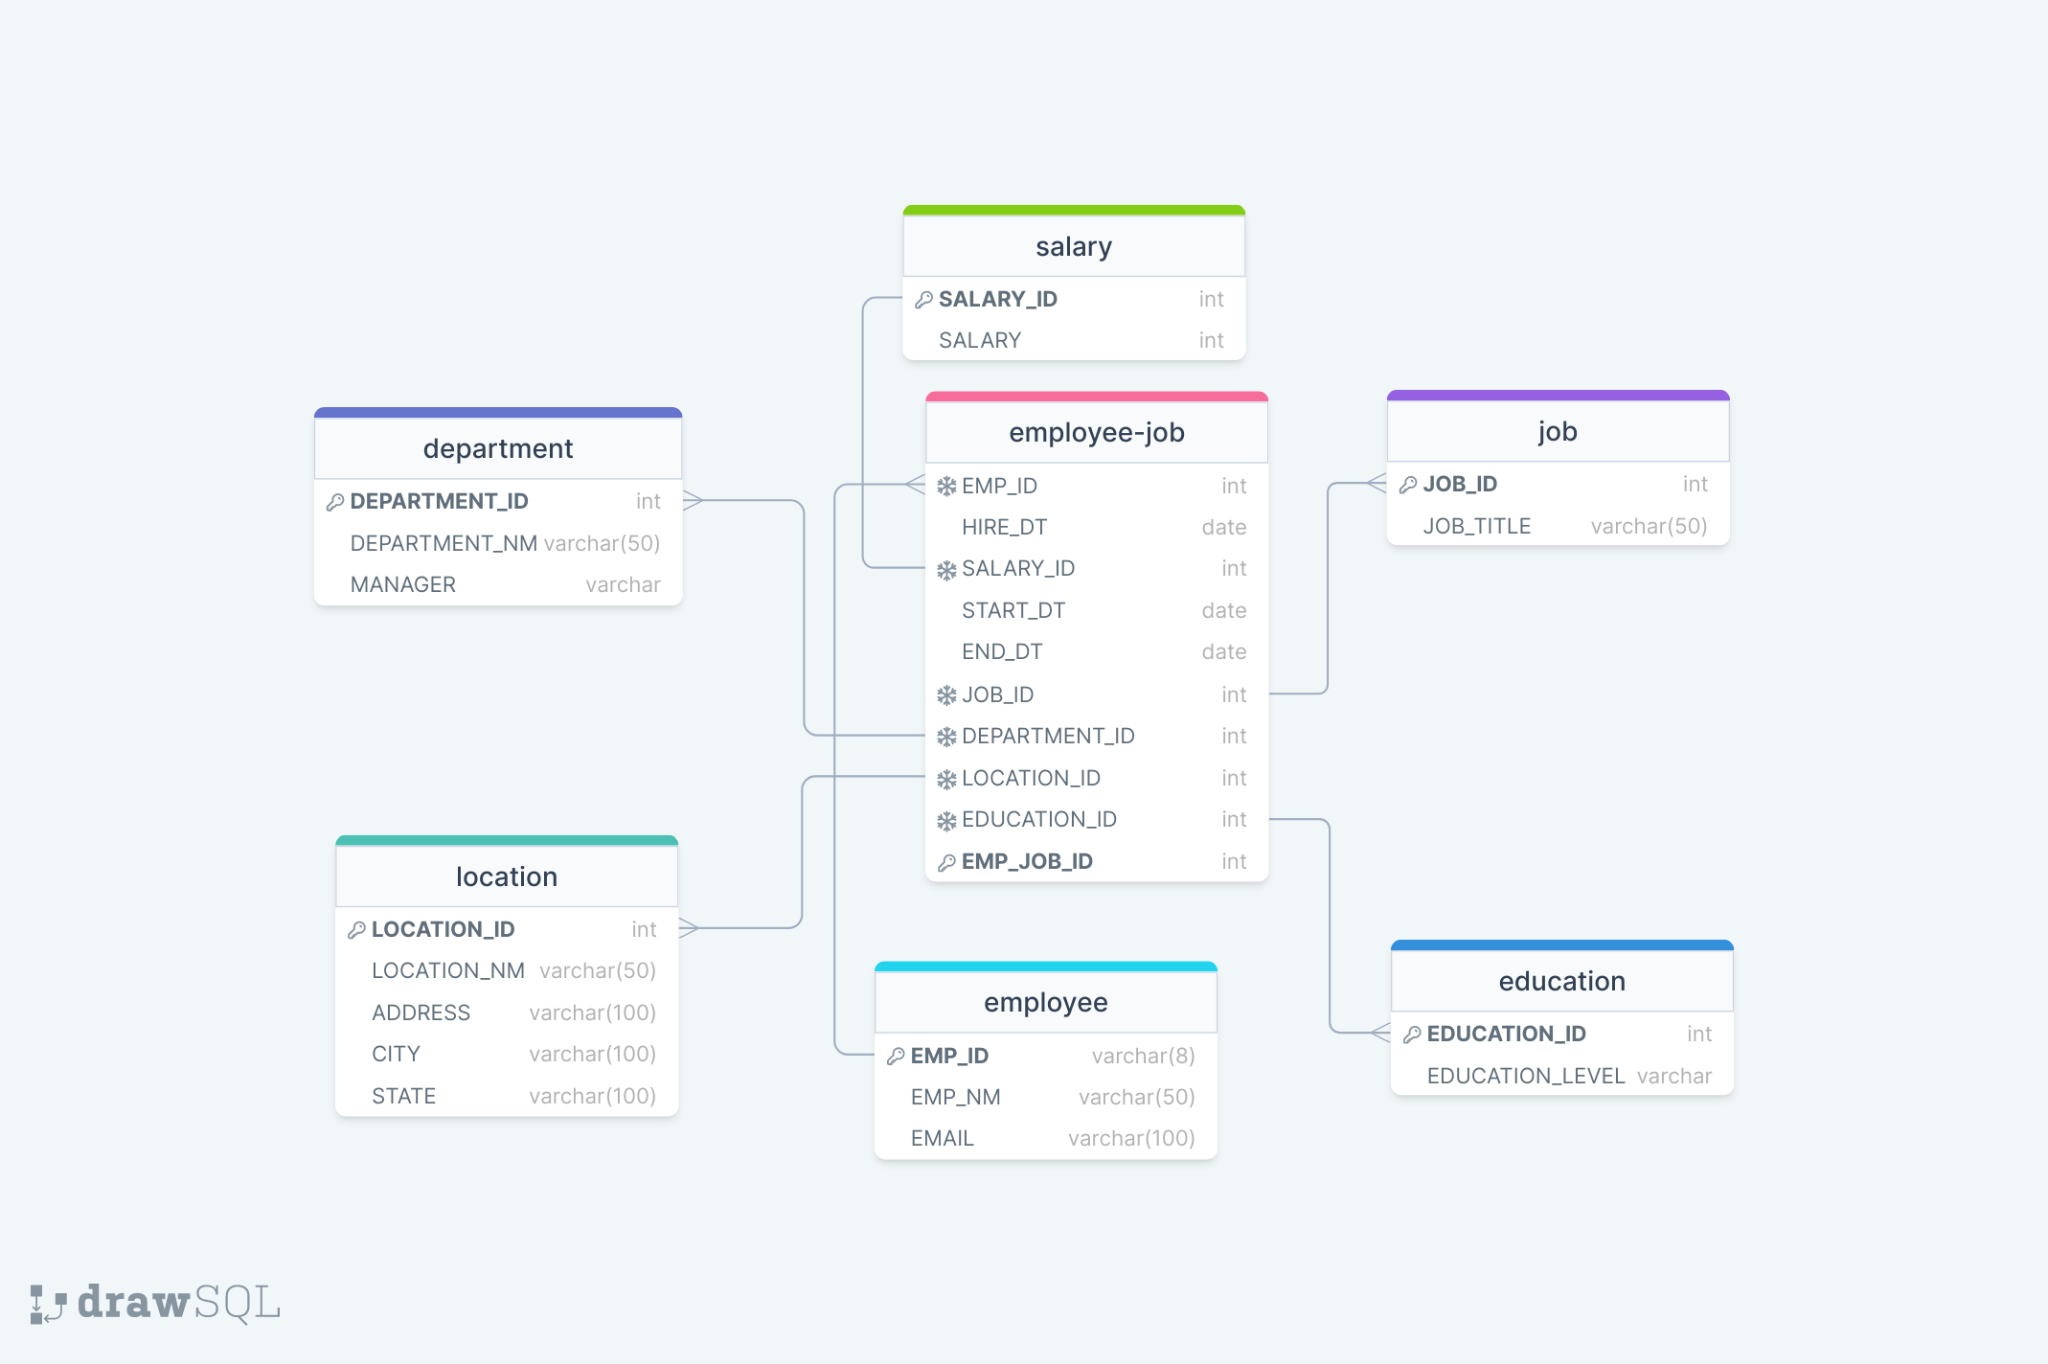 salary
SALARY_ID int
SALARY int
department
DEPARTMENT_ID int
DEPARTMENT_NM varchar(50)
MANAGER varchar
employee-job
EMP_ID int
HIRE_DT date
SALARY_ID int
START_DT date
END_DT date
JOB_ID int
DEPARTMENT_ID int
LOCATION_ID int
EDUCATION_ID int
EMP_JOB_ID int
job
JOB_ID int
JOB_TITLE varchar(50)
location
LOCATION_ID int
LOCATION_NM varchar(50)
ADDRESS varchar(100)
CITY varchar(100)
STATE varchar(100)
employee
EMP_ID varchar(8)
EMP_NM varchar(50)
EMAIL varchar(100)
education
EDUCATION_ID int
EDUCATION_LEVEL varchar
drawSQL